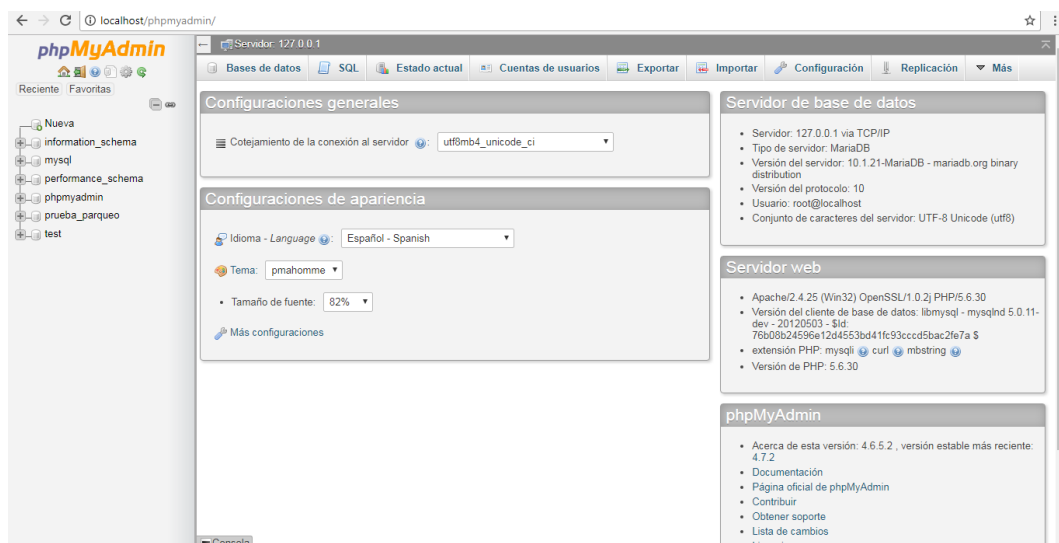 localhost/phpmyadmin/
phpMyAdmin
Reciente Favoritas
Nueva
information_schema
mysql
performance_schema
phpmyadmin
prueba_parqueo
test
Servidor: 127.0.0.1
Bases de datos SQL Estado actual Cuentas de usuarios Exportar Importar Configuración Replicación Más
Configuraciones generales
Cotejamiento de la conexión al servidor : utf8mb4_unicode_ci
Configuraciones de apariencia
Idioma - Language : Español - Spanish
Tema: pmahomme
• Tamaño de fuente: 82%
Más configuraciones
Servidor de base de datos
• Servidor: 127.0.0.1 via TCP/IP
• Tipo de servidor: MariaDB
• Versión del servidor: 10.1.21-MariaDB - mariadb.org binary
distribution
• Versión del protocolo: 10
• Usuario: root@localhost
• Conjunto de caracteres del servidor: UTF-8 Unicode (utf8)
Servidor web
• Apache/2.4.25 (Win32) OpenSSL/1.0.2j PHP/5.6.30
• Versión del cliente de base de datos: libmysql - mysqlnd 5.0.11-
dev - 20120503 - $Id:
76b08b24596e12d4553bd41fc93cccd5bac2fe7a $
• extensión PHP: mysqli curl mbstring
• Versión de PHP: 5.6.30
phpMyAdmin
• Acerca de esta versión: 4.6.5.2 , versión estable más reciente:
4.7.2
• Documentación
• Página oficial de phpMyAdmin
• Contribuir
• Obtener soporte
• Lista de cambios
Consola